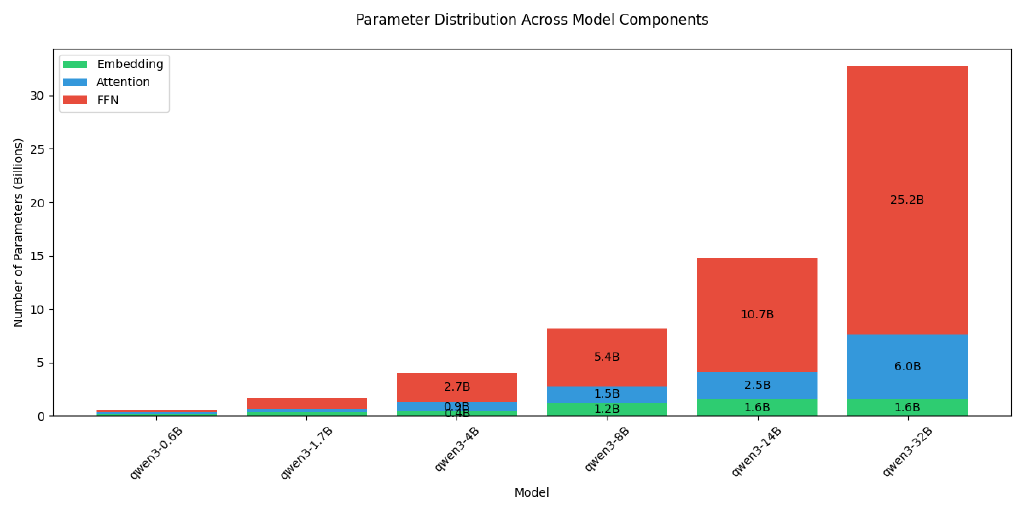 Parameter Distribution Across Model Components
Embedding
Attention
FFN
Number of Parameters (Billions)
30
25
20
15
10
5
0
2.7B
0.9B
0.4B
5.4B
1.5B
1.2B
10.7B
2.5B
1.6B
25.2B
6.0B
1.6B
qwen3-0.6B
qwen3-1.7B
qwen3-4B
qwen3-8B
qwen3-14B
qwen3-32B
Model